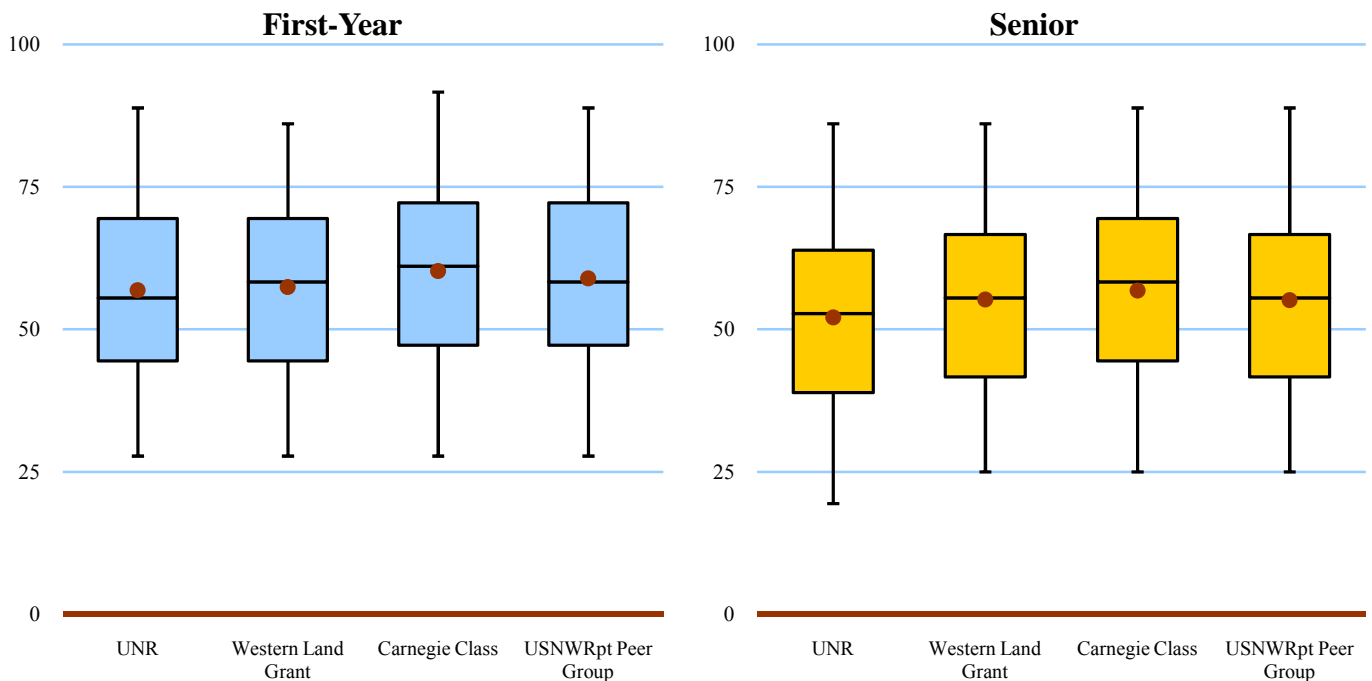 First-Year
100
75
50
25
0
UNR
Western Land
Grant
Carnegie Class
USNWRpt Peer
Group
Senior
100
75
50
25
0
UNR
Western Land
Grant
Carnegie Class
USNWRpt Peer
Group